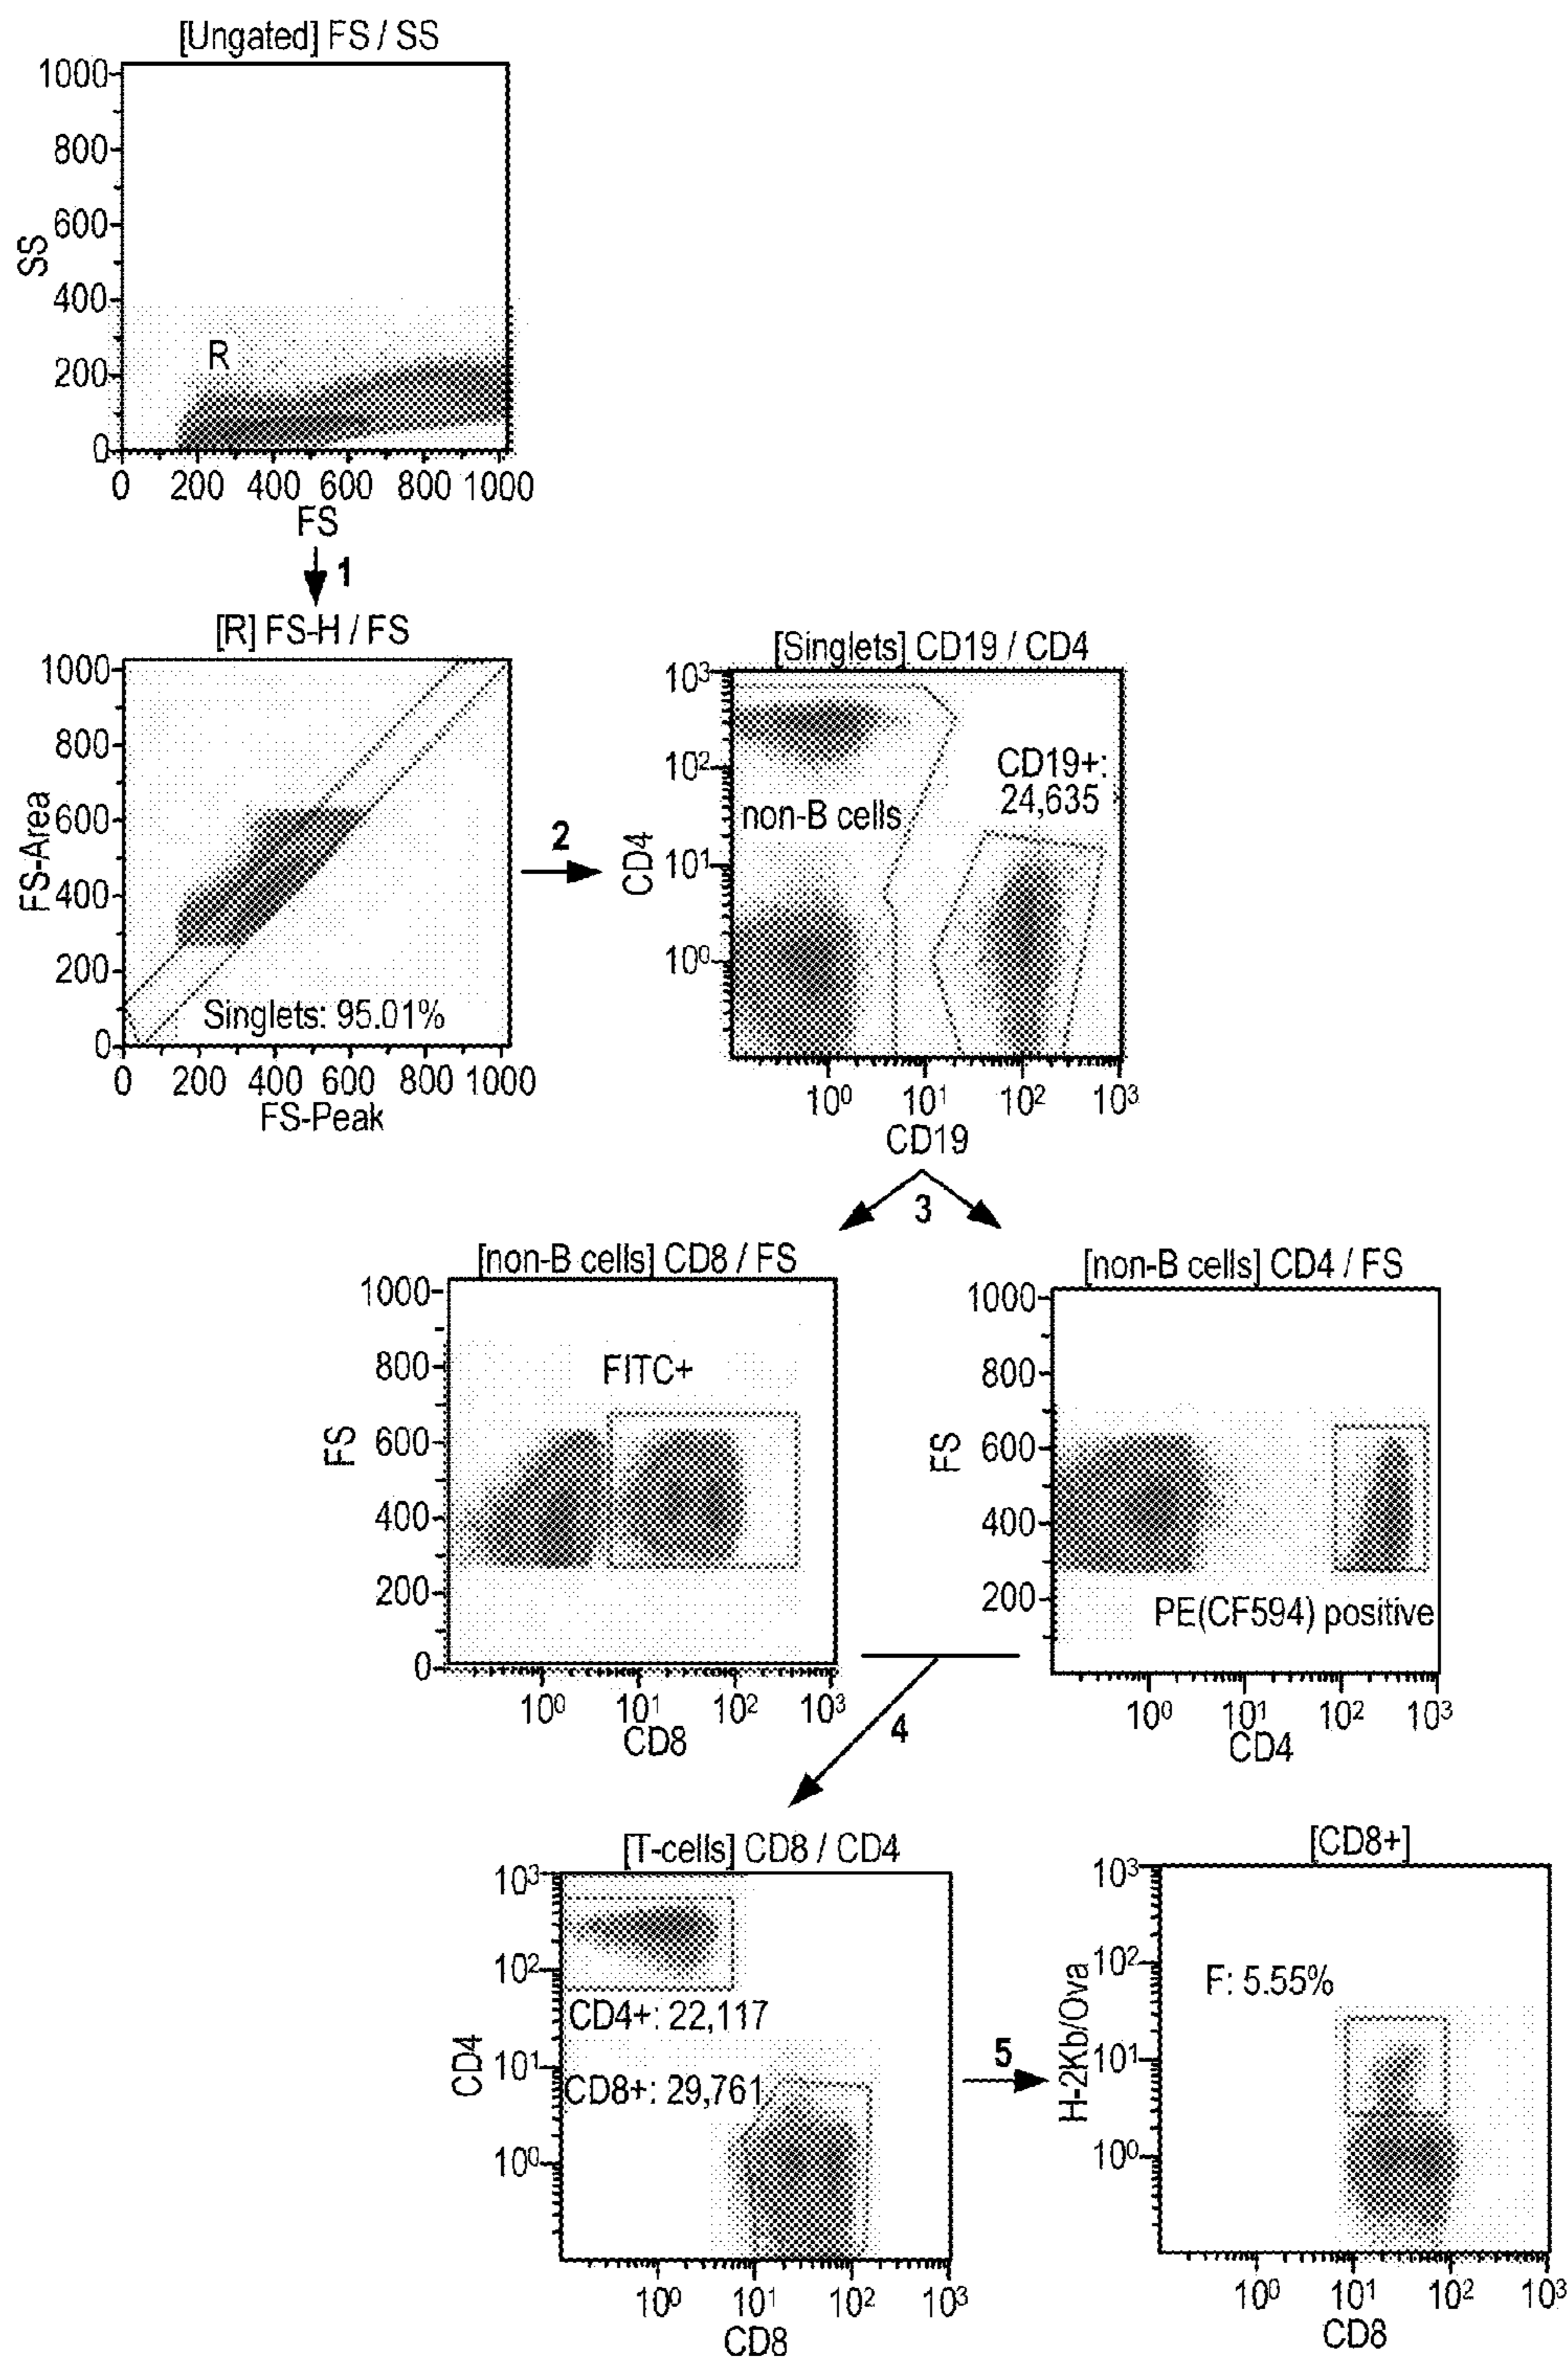 [Ungated] FS / SS
1000
800
600
400
200
0
SS
R
0 200 400 600 800 1000
FS
1
[R] FS-H / FS
1000
800
600
400
200
0
FS-Area
Singlets: 95.01%
0 200 400 600 800 1000
FS-Peak
2
[Singlets] CD19 / CD4
10³
10²
10¹
10⁰
CD4
CD19+:
24,635
non-B cells
10⁰ 10¹ 10² 10³
CD19
3
[non-B cells] CD8 / FS
1000
800
600
400
200
0
FS
FITC+
10⁰ 10¹ 10² 10³
CD8
[non-B cells] CD4 / FS
1000
800
600
400
200
FS
PE(CF594) positive
10⁰ 10¹ 10² 10³
CD4
4
[T-cells] CD8 / CD4
10³
10²
10¹
10⁰
CD4
CD4+: 22,117
CD8+: 29,761
10⁰ 10¹ 10² 10³
CD8
5
[CD8+]
10³
10²
10¹
10⁰
H-2Kb/Ova
F: 5.55%
10⁰ 10¹ 10² 10³
CD8